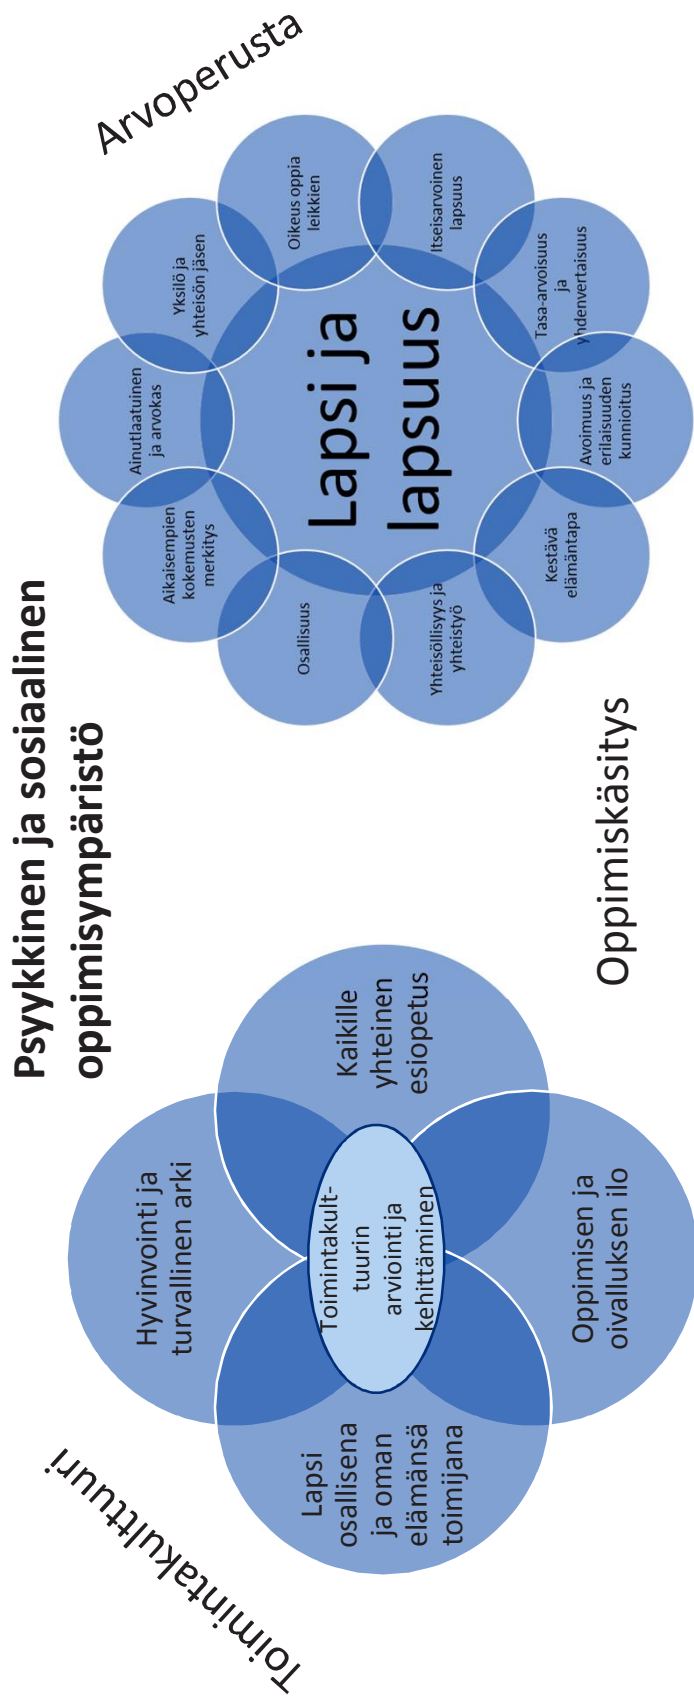 Psyykkinen ja sosiaalinen
oppimisympäristö
Toimintakulttuuri
Hyvinvointi ja
turvallinen arki
Lapsi
osallisena
ja oman
elämänsä
toimijana
Toimintakult-
tuurin
arviointi ja
kehittäminen
Kaikille
yhteinen
esiopetus
Oppimisen ja
oivalluksen ilo
Arvoperusta
Oppimiskäsitys
Lapsi ja
lapsuus
Ainutlaatuinen
ja arvokas
Yksilö ja
yhteisön jäsen
Oikeus oppia
leikkien
Itseisarvoinen
lapsuus
Tasa-arvoisuus
ja
yhdenvertaisuus
Avoimuus ja
erilaisuuden
kunnioitus
Kestävä
elämäntapa
Yhteisöllisyys ja
yhteistyö
Osallisuus
Aikaisempien
kokemusten
merkitys